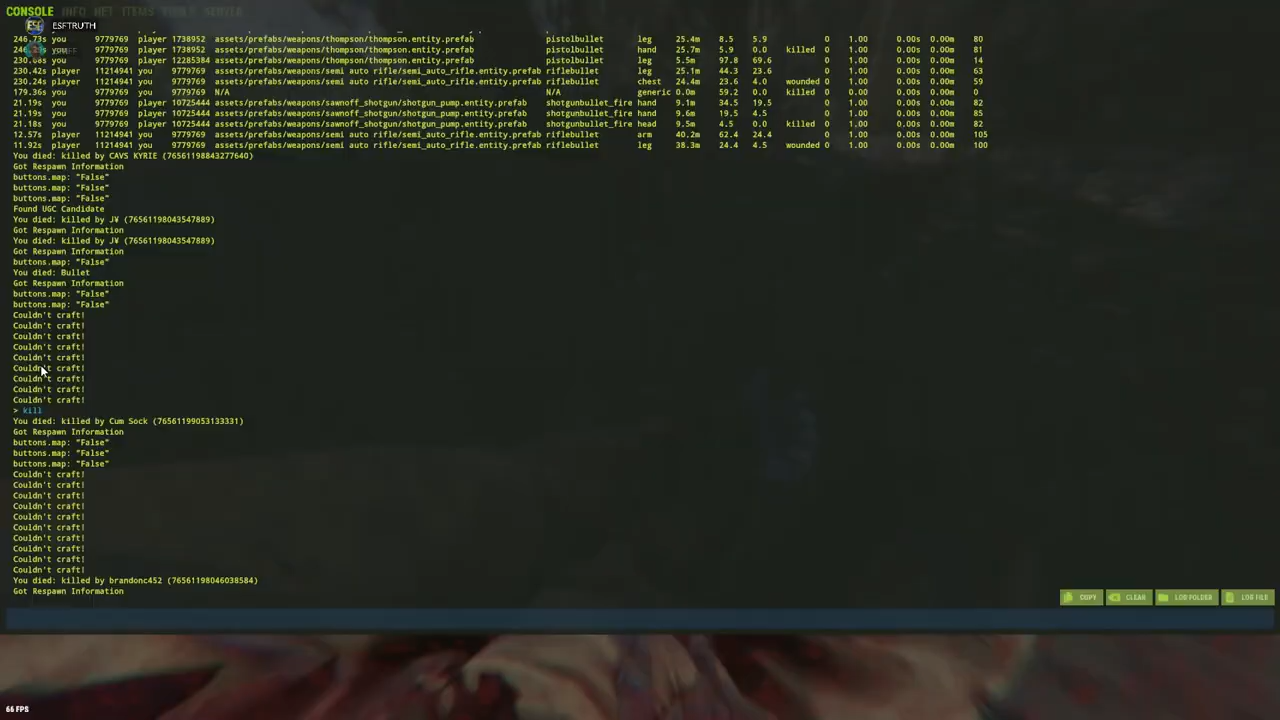 CONSOLE INFO NET ITEMS TOOLS SERVER
ESFTRUTH
246.73s you 9779769 player 1738952 assets/prefabs/weapons/thompson/thompson.entity.prefab pistolbullet leg 25.4m 8.5 5.9 0 1.00 0.00s 0.00m 80
you 9779769 player 1738952 assets/prefabs/weapons/thompson/thompson.entity.prefab pistolbullet hand 25.7m 5.9 0.0 killed 0 1.00 0.00s 0.00m 81
230.68s you 9779769 player 12285384 assets/prefabs/weapons/thompson/thompson.entity.prefab pistolbullet leg 5.5m 97.8 69.6 0 1.00 0.00s 0.00m 14
230.42s player 11214941 you 9779769 assets/prefabs/weapons/semi auto rifle/semi_auto_rifle.entity.prefab riflebullet leg 25.1m 44.3 23.6 0 1.00 0.00s 0.00m 63
230.24s player 11214941 you 9779769 assets/prefabs/weapons/semi auto rifle/semi_auto_rifle.entity.prefab riflebullet chest 24.4m 23.6 4.0 wounded 0 1.00 0.00s 0.00m 59
179.36s you 9779769 you 9779769 N/A N/A generic 0.0m 59.2 0.0 killed 0 1.00 0.00s 0.00m 0
21.19s you 9779769 player 10725444 assets/prefabs/weapons/sawnoff_shotgun/shotgun_pump.entity.prefab shotgunbullet_fire hand 9.1m 34.5 19.5 0 1.00 0.00s 0.00m 82
21.19s you 9779769 player 10725444 assets/prefabs/weapons/sawnoff_shotgun/shotgun_pump.entity.prefab shotgunbullet_fire hand 9.6m 19.5 4.5 0 1.00 0.00s 0.00m 85
21.18s you 9779769 player 10725444 assets/prefabs/weapons/sawnoff_shotgun/shotgun_pump.entity.prefab shotgunbullet_fire head 9.5m 4.5 0.0 killed 0 1.00 0.00s 0.00m 82
12.57s player 11214941 you 9779769 assets/prefabs/weapons/semi auto rifle/semi_auto_rifle.entity.prefab riflebullet arm 40.2m 62.4 24.4 0 1.00 0.00s 0.00m 105
11.92s player 11214941 you 9779769 assets/prefabs/weapons/semi auto rifle/semi_auto_rifle.entity.prefab riflebullet leg 38.3m 24.4 4.5 wounded 0 1.00 0.00s 0.00m 100
You died: killed by CAVS KYRIE (76561198843277640)
Got Respawn Information
buttons.map: "False"
buttons.map: "False"
buttons.map: "False"
Found UGC Candidate
You died: killed by J¥ (76561198043547889)
Got Respawn Information
You died: killed by J¥ (76561198043547889)
Got Respawn Information
buttons.map: "False"
You died: Bullet
Got Respawn Information
buttons.map: "False"
buttons.map: "False"
Couldn't craft!
Couldn't craft!
Couldn't craft!
Couldn't craft!
Couldn't craft!
Couldn't craft!
Couldn't craft!
Couldn't craft!
Couldn't craft!
> kill
You died: killed by Cum Sock (76561199053133331)
Got Respawn Information
buttons.map: "False"
buttons.map: "False"
buttons.map: "False"
Couldn't craft!
Couldn't craft!
Couldn't craft!
Couldn't craft!
Couldn't craft!
Couldn't craft!
Couldn't craft!
Couldn't craft!
Couldn't craft!
Couldn't craft!
You died: killed by brandonc452 (76561198046038584)
Got Respawn Information
COPY CLEAR LOG FOLDER LOG FILE
66 FPS